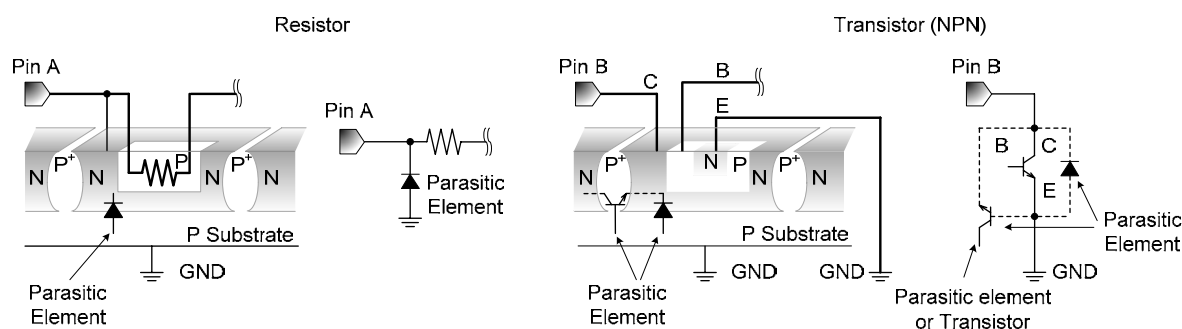 Resistor
Transistor (NPN)
Pin A
Pin A
N
P+
N
P
N
P+
N
Parasitic
Element
P Substrate
GND
Parasitic
Element
Pin B
C
B
E
N
P+
N
N
P
N
P+
N
P Substrate
GND
GND
Parasitic
Element
Pin B
B
C
E
Parasitic
Element
GND
Parasitic element
or Transistor